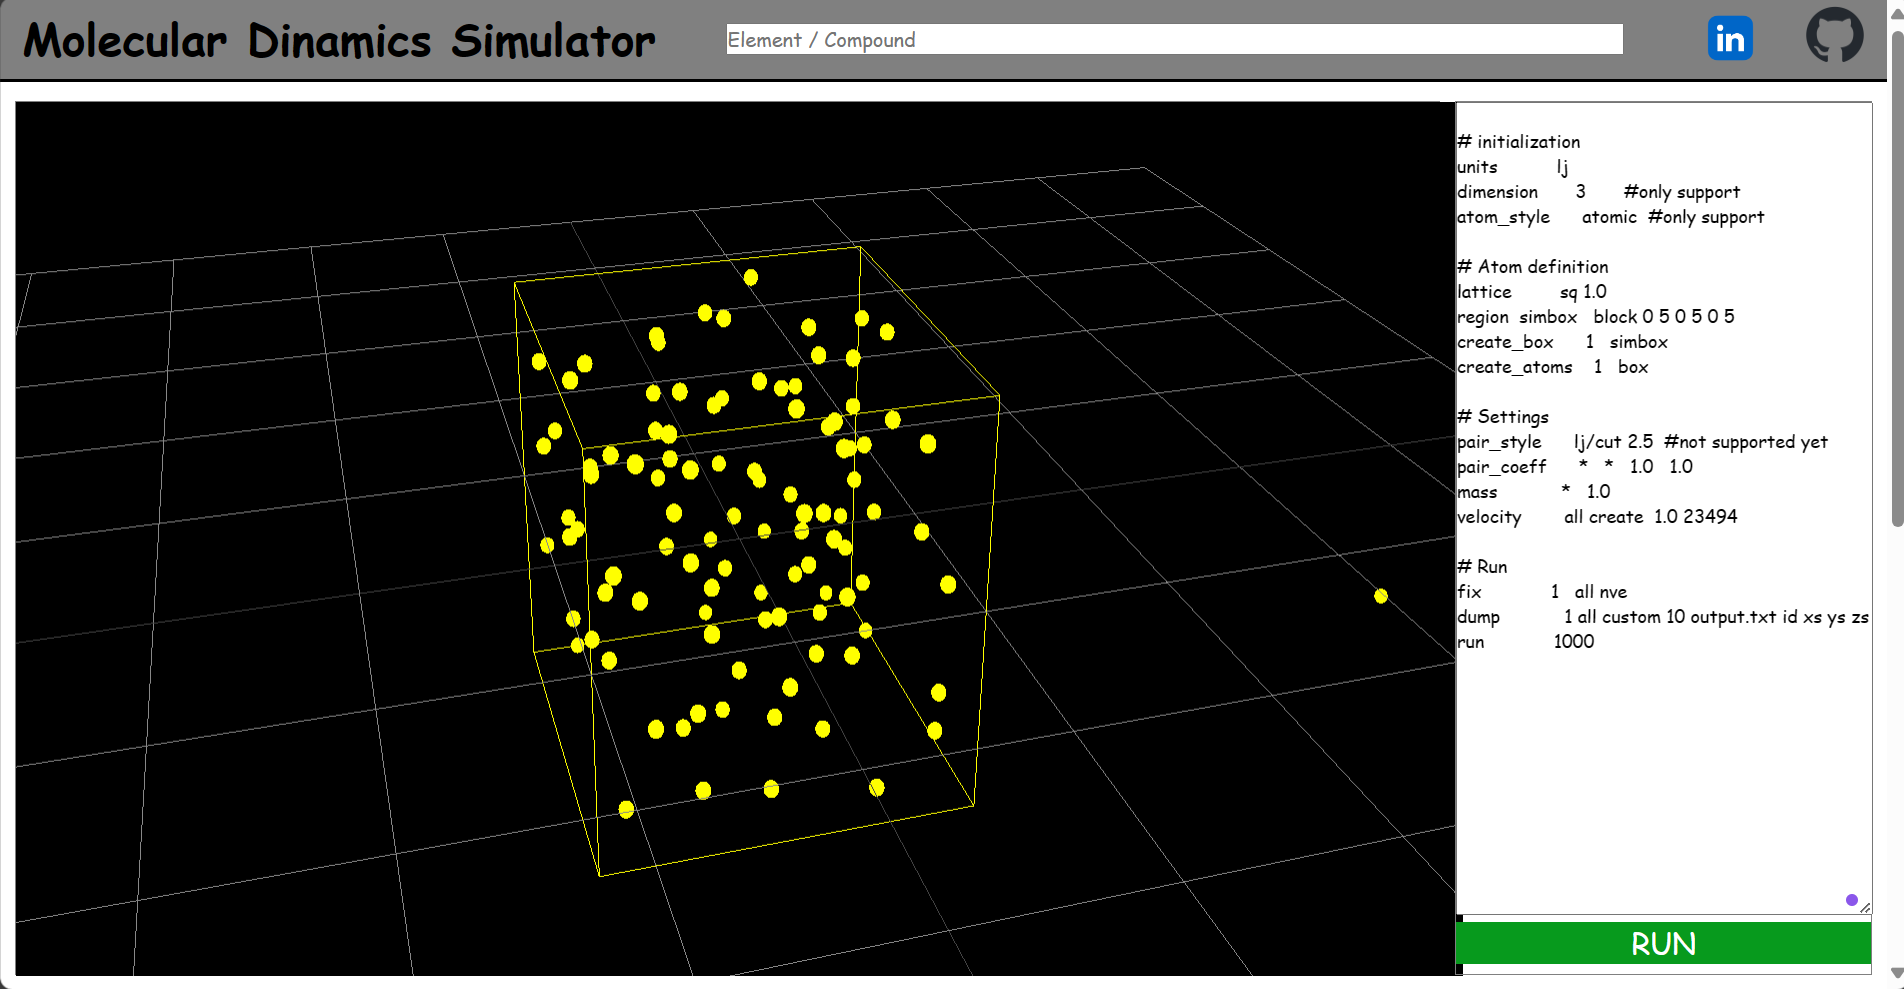 Molecular Dinamics Simulator
Element / Compound
in
# initialization
units lj
dimension 3 #only support
atom_style atomic #only support
# Atom definition
lattice sq 1.0
region simbox block 0 5 0 5 0 5
create_box 1 simbox
create_atoms 1 box
# Settings
pair_style lj/cut 2.5 #not supported yet
pair_coeff * * 1.0 1.0
mass * 1.0
velocity all create 1.0 23494
# Run
fix 1 all nve
dump 1 all custom 10 output.txt id xs ys zs
run 1000
RUN